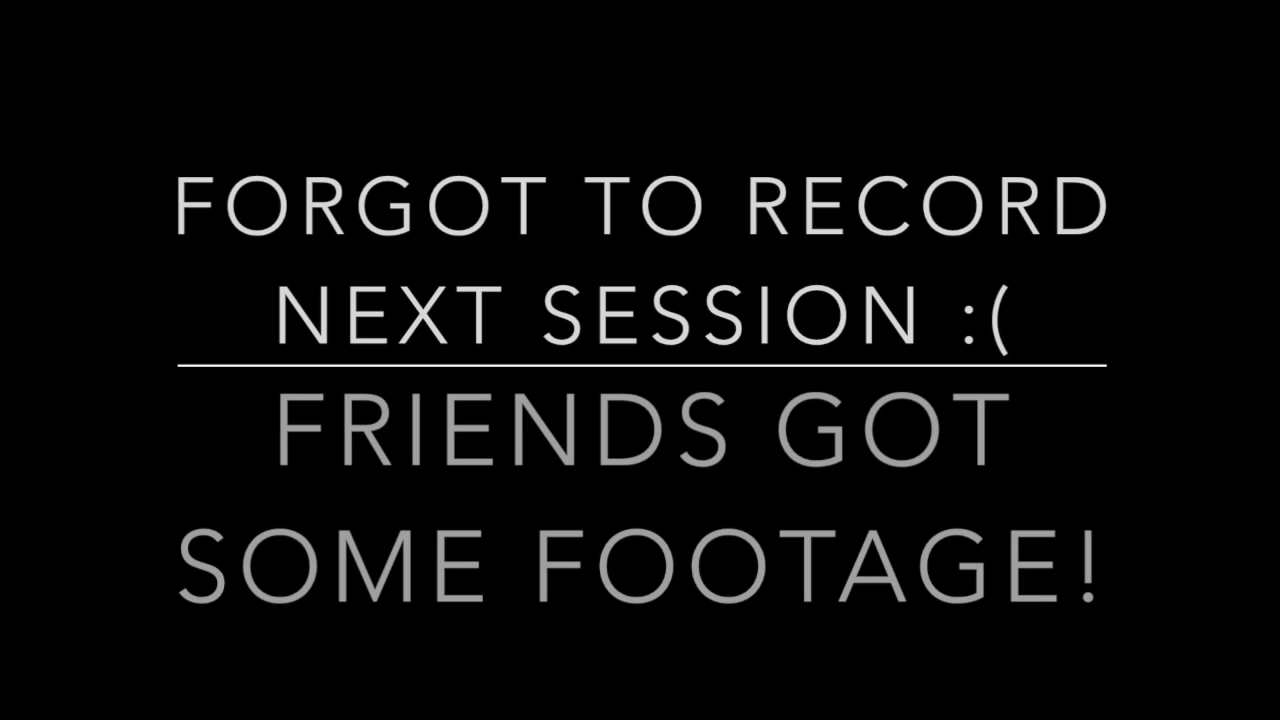 FORGOT TO RECORD
NEXT SESSION :(
FRIENDS GOT
SOME FOOTAGE!